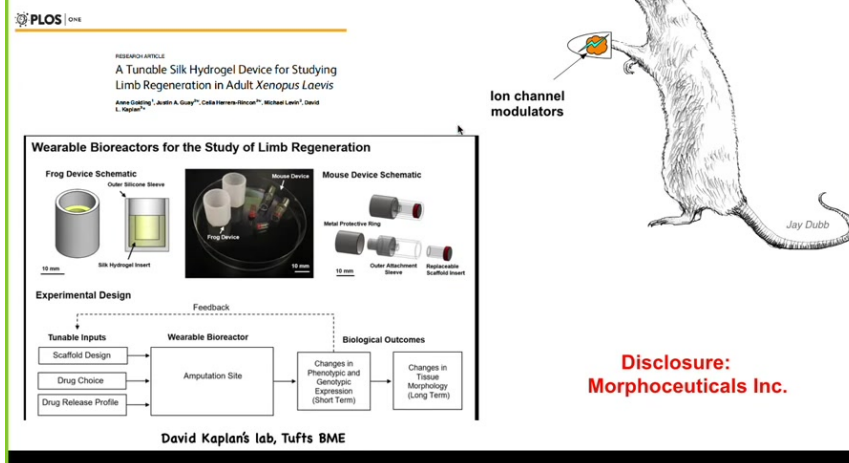 PLOS ONE
RESEARCH ARTICLE
A Tunable Silk Hydrogel Device for Studying
Limb Regeneration in Adult Xenopus Laevis
Anne Golding1, Justin A. Guay2*, Celia Herrera-Rincon3*, Michael Levin3, David
L. Kaplan2*
Ion channel
modulators
Jay Dubb
Wearable Bioreactors for the Study of Limb Regeneration
Frog Device Schematic
Outer Silicone Sleeve
Silk Hydrogel Insert
10 mm
Mouse Device
Frog Device
10 mm
Mouse Device Schematic
Metal Protective Ring
10 mm
Outer Attachment
Sleeve
Replaceable
Scaffold Insert
Experimental Design
Feedback
Tunable Inputs
Wearable Bioreactor
Biological Outcomes
Scaffold Design
Drug Choice
Drug Release Profile
Amputation Site
Changes in
Phenotypic and
Genotypic
Expression
(Short Term)
Changes in
Tissue
Morphology
(Long Term)
Disclosure:
Morphoceuticals Inc.
David Kaplan's lab, Tufts BME